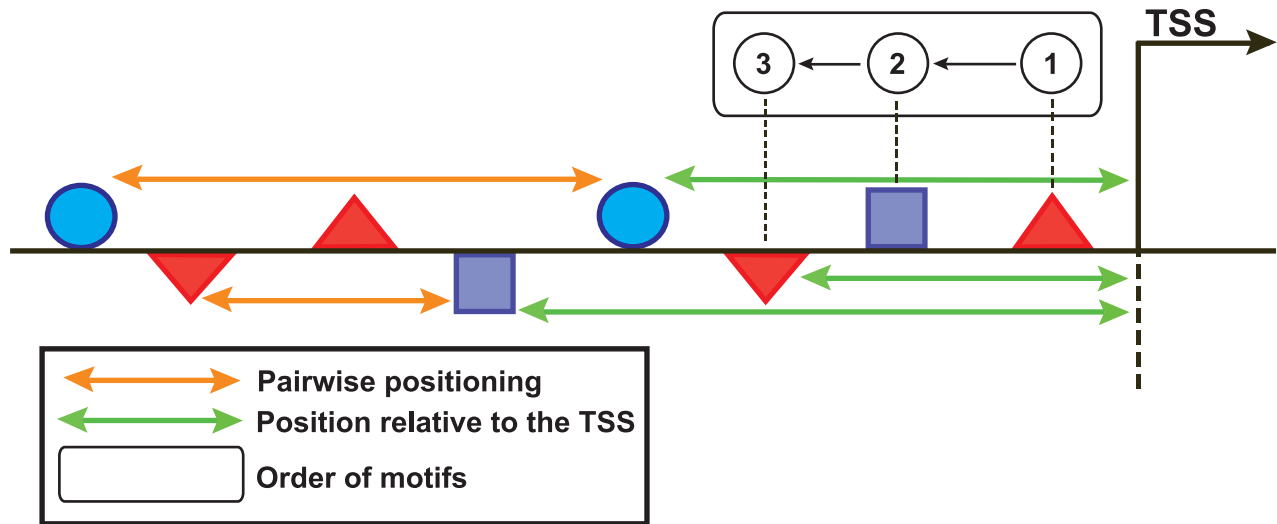 TSS
3 2 1
Pairwise positioning
Position relative to the TSS
Order of motifs